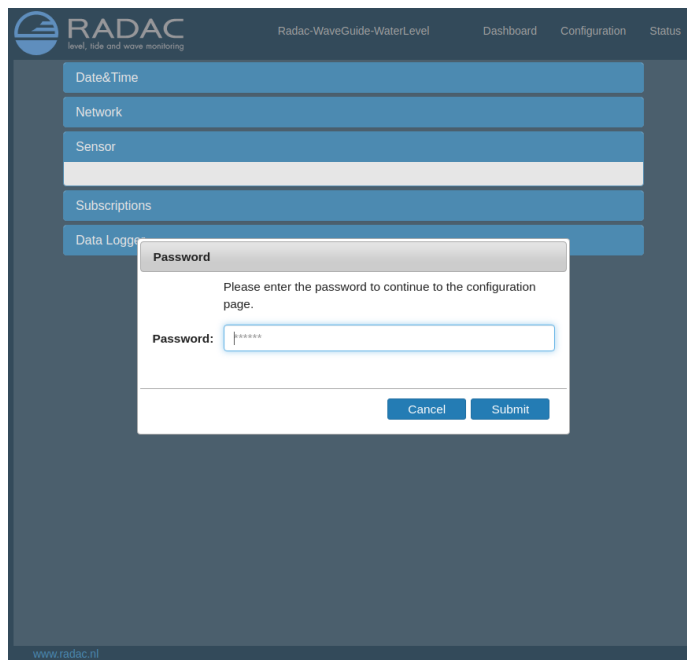 RADAC
level, tide and wave monitoring
Radac-WaveGuide-WaterLevel Dashboard Configuration Status
Date&Time
Network
Sensor
Subscriptions
Data Logger
Password
Please enter the password to continue to the configuration
page.
Password: ******
Cancel Submit
www.radac.nl